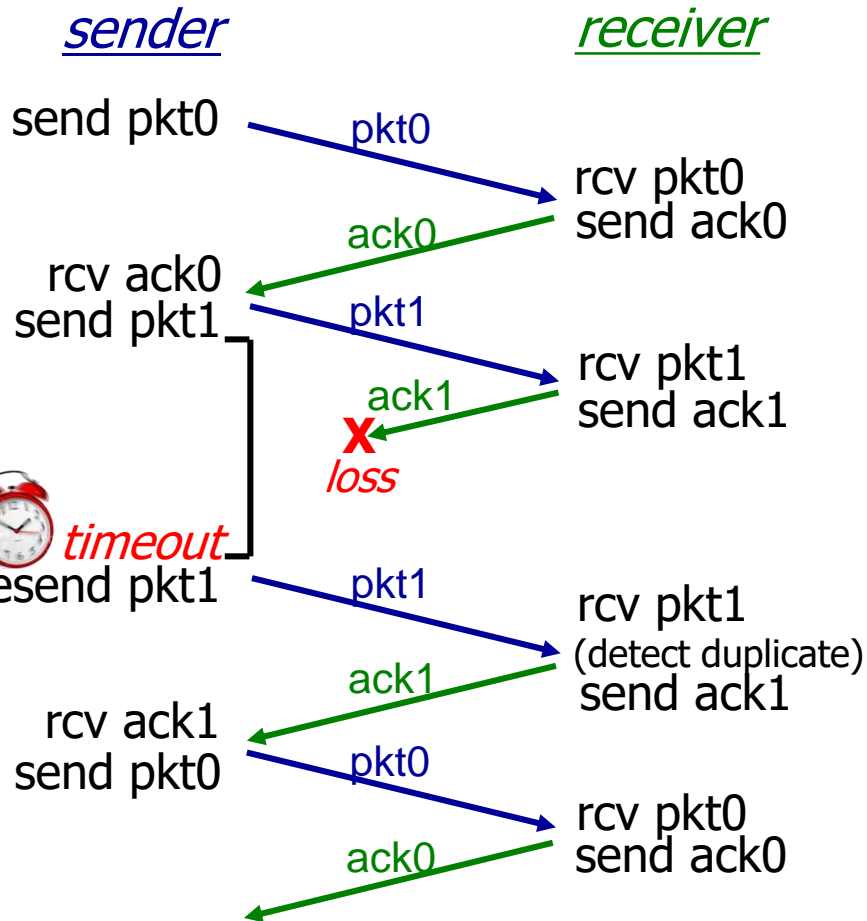 sender
receiver
send pkt0
pkt0
rcv pkt0
send ack0
ack0
rcv ack0
send pkt1
pkt1
rcv pkt1
send ack1
ack1
X
loss
timeout
esend pkt1
pkt1
rcv pkt1
(detect duplicate)
send ack1
ack1
rcv ack1
send pkt0
pkt0
rcv pkt0
send ack0
ack0